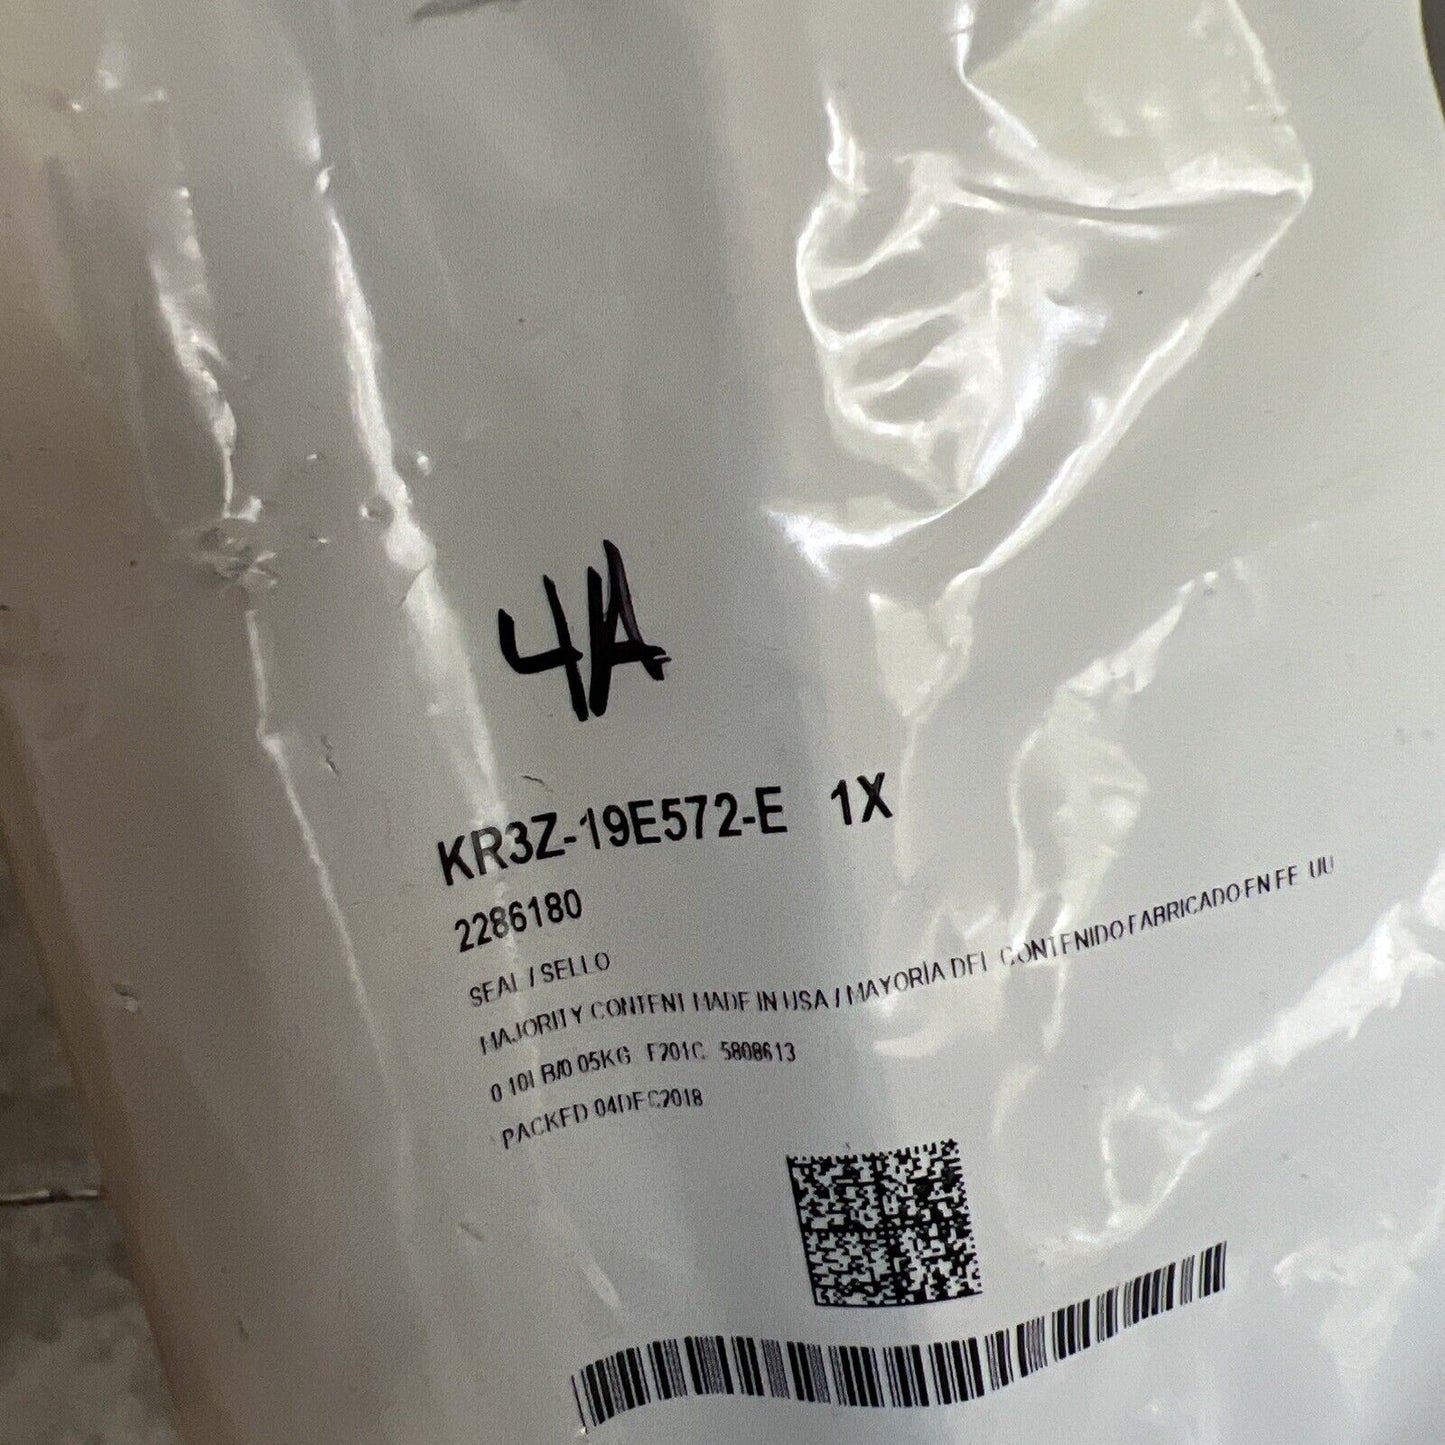 4A
KR3Z-19E572-E 1X
2286180
SEAL / SELLO
MAJORITY CONTENT MADE IN USA / MAYORÍA DEL CONTENIDO FABRICADO EN EE UU
0 10LB/0 05KG F201C 5808613
PACKED 04DEC2018